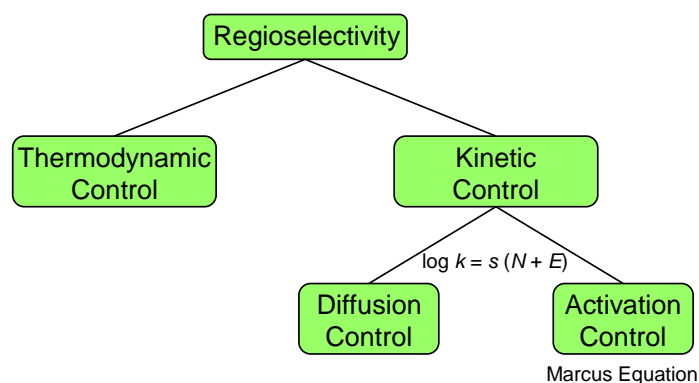 Regioselectivity
Thermodynamic
Control
Kinetic
Control
log k = s (N + E)
Diffusion
Control
Activation
Control
Marcus Equation